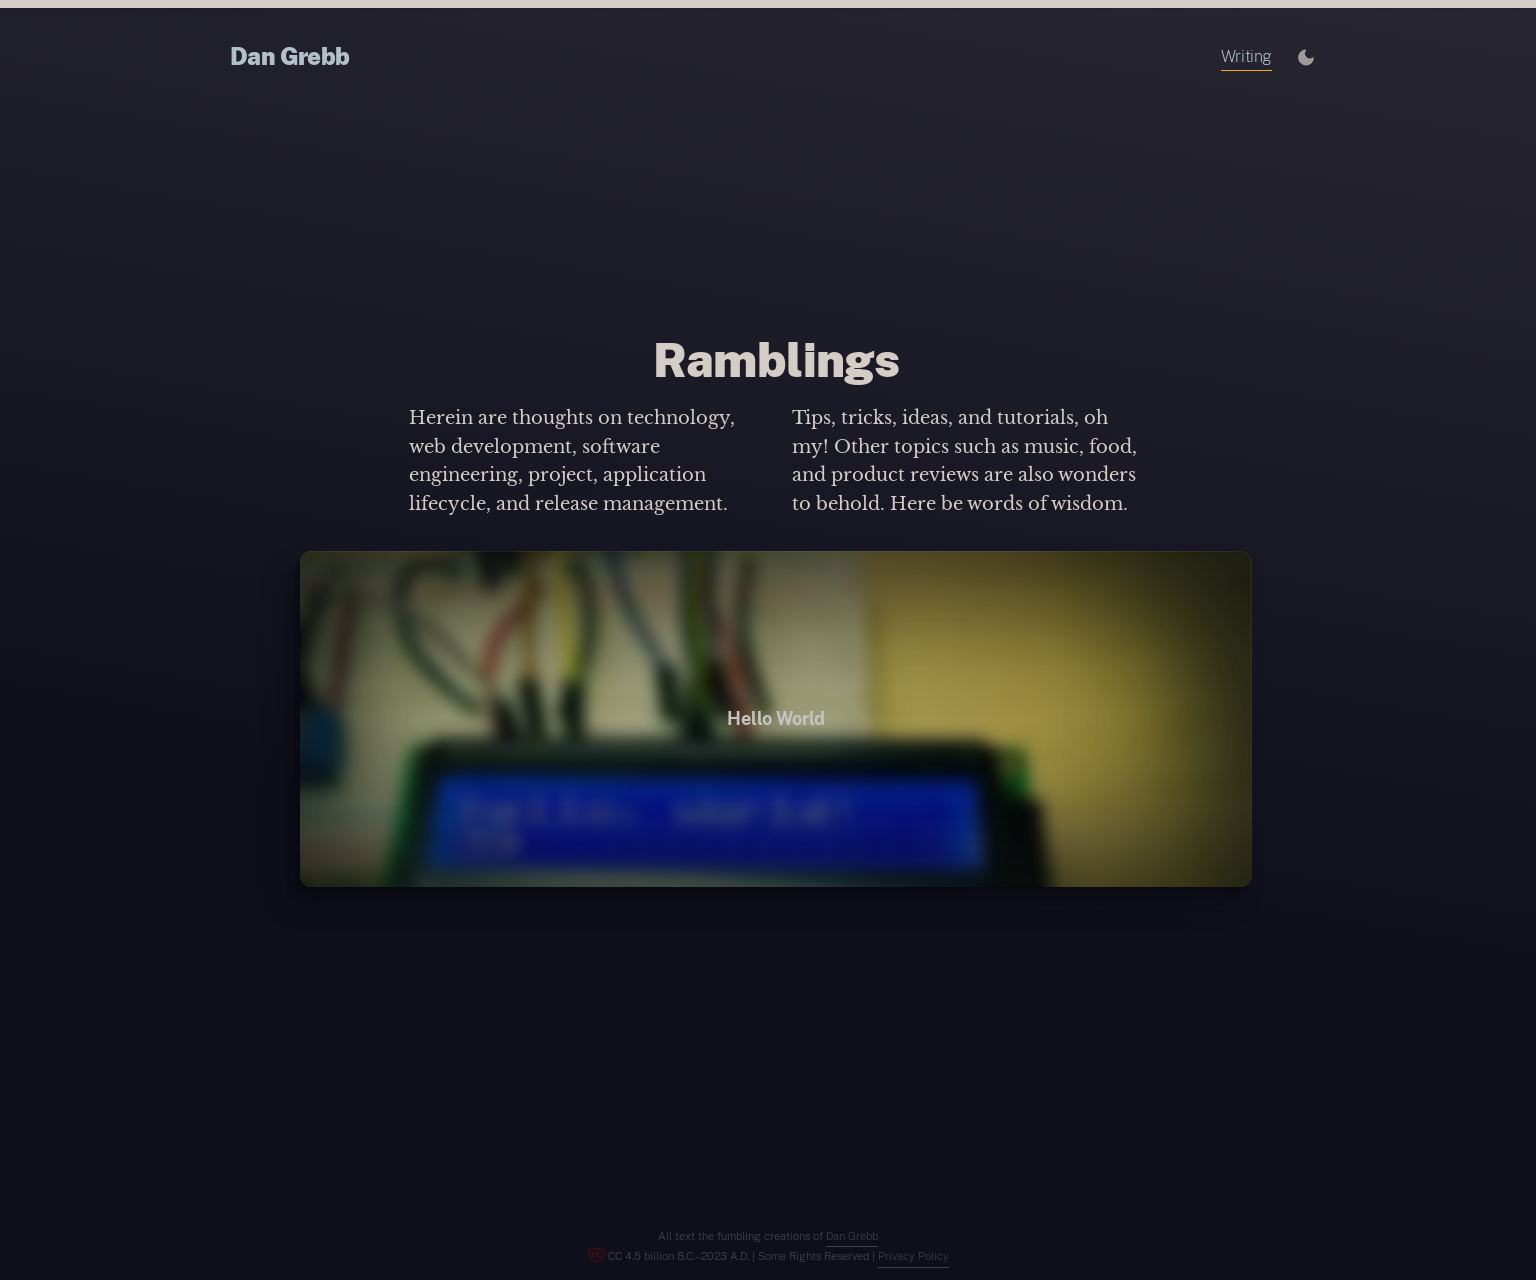 Dan Grebb
Writing
Ramblings
Herein are thoughts on technology,
web development, software
engineering, project, application
lifecycle, and release management.
Tips, tricks, ideas, and tutorials, oh
my! Other topics such as music, food,
and product reviews are also wonders
to behold. Here be words of wisdom.
Hello World
hello, world!
All text the fumbling creations of Dan Grebb
CC 4.5 billion B.C.–2023 A.D. | Some Rights Reserved | Privacy Policy